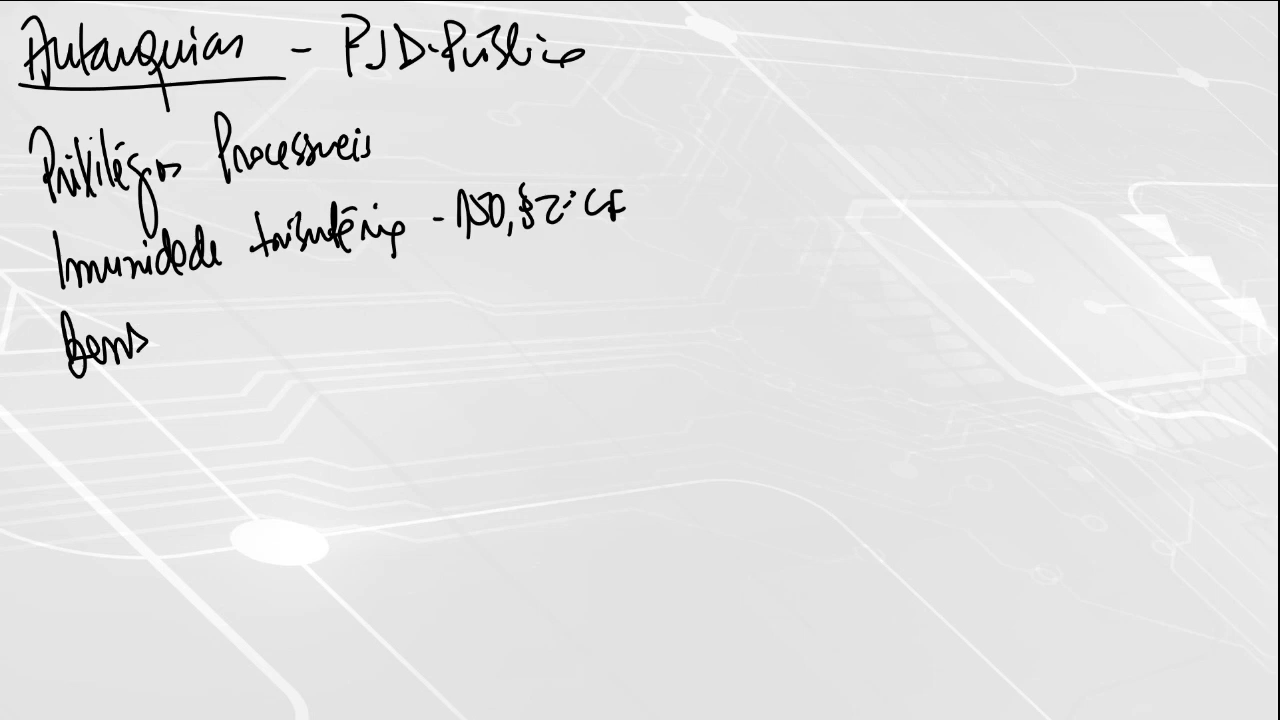 Autarquias - PJD.Público
Privilégios Processuais
Imunidade tributária - 150, § 2º CF
Bens